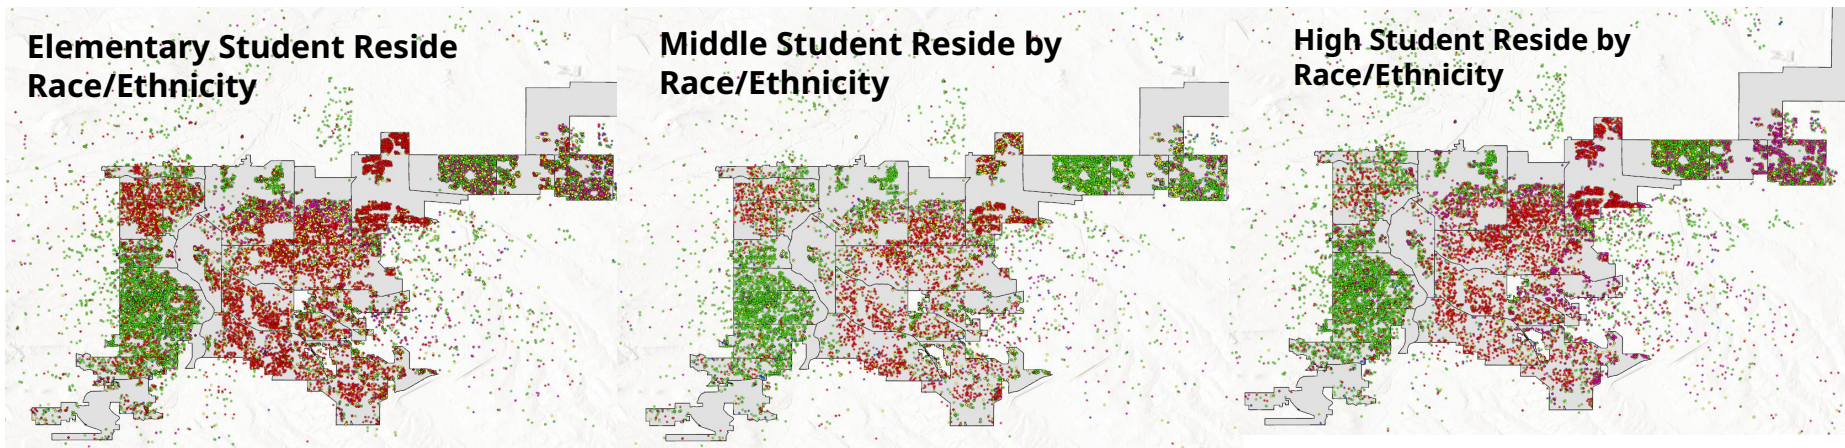 Elementary Student Reside
Race/Ethnicity
Middle Student Reside by
Race/Ethnicity
High Student Reside by
Race/Ethnicity